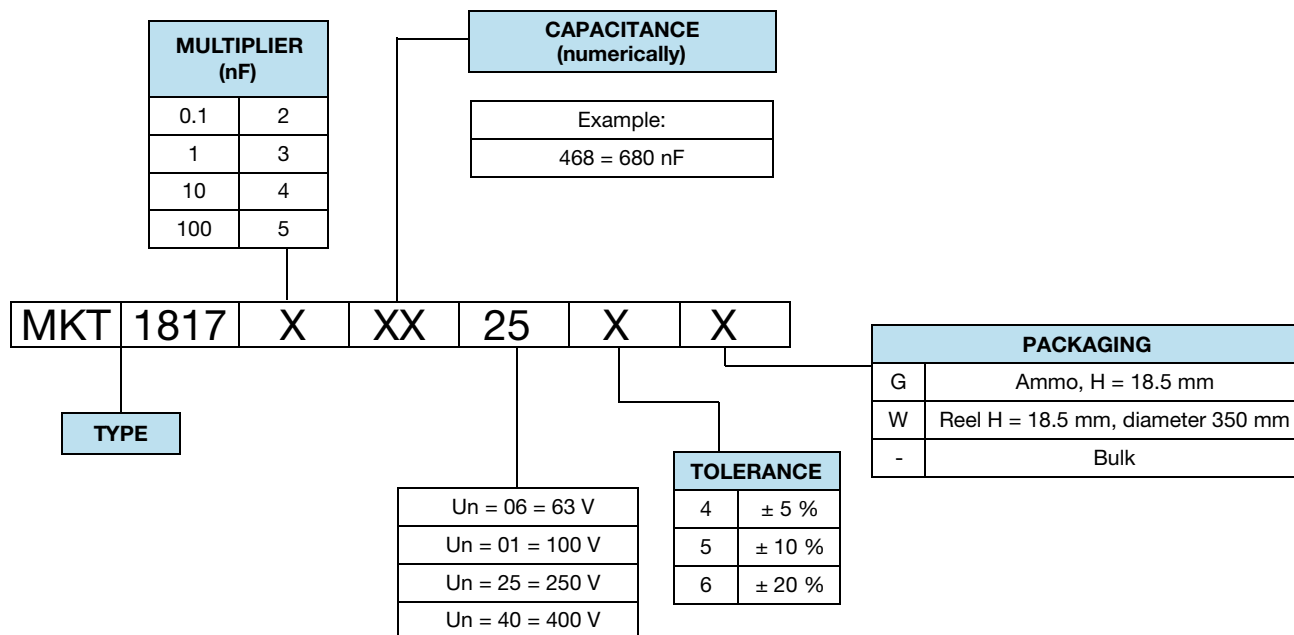 MULTIPLIER
(nF)
0.1 2
1 3
10 4
100 5
CAPACITANCE
(numerically)
Example:
468 = 680 nF
MKT 1817 X XX 25 X X
TYPE
Un = 06 = 63 V
Un = 01 = 100 V
Un = 25 = 250 V
Un = 40 = 400 V
TOLERANCE
4 ± 5 %
5 ± 10 %
6 ± 20 %
PACKAGING
G Ammo, H = 18.5 mm
W Reel H = 18.5 mm, diameter 350 mm
- Bulk